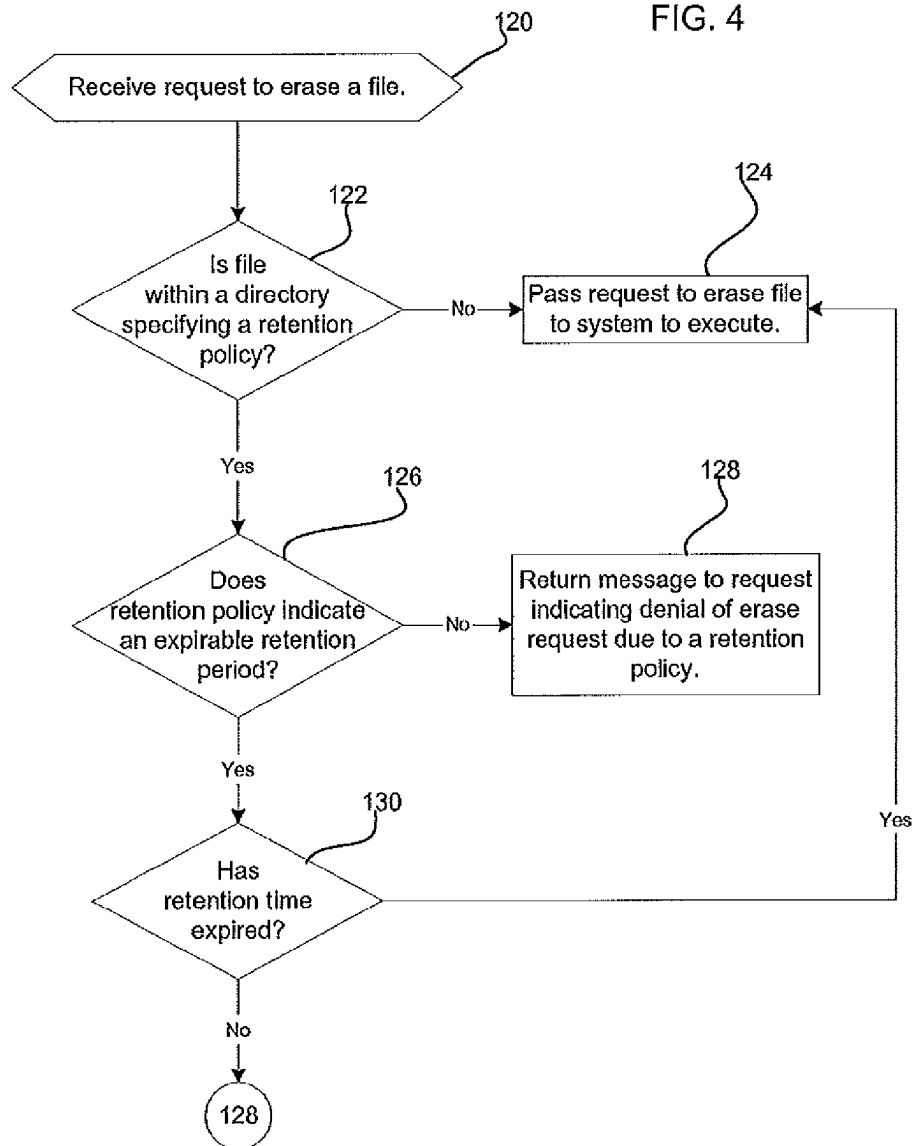 FIG. 4
120
Receive request to erase a file.
122
Is file
within a directory
specifying a retention
policy?
No
124
Pass request to erase file
to system to execute.
Yes
126
Does
retention policy indicate
an expirable retention
period?
No
128
Return message to request
indicating denial of erase
request due to a retention
policy.
Yes
130
Has
retention time
expired?
Yes
No
128